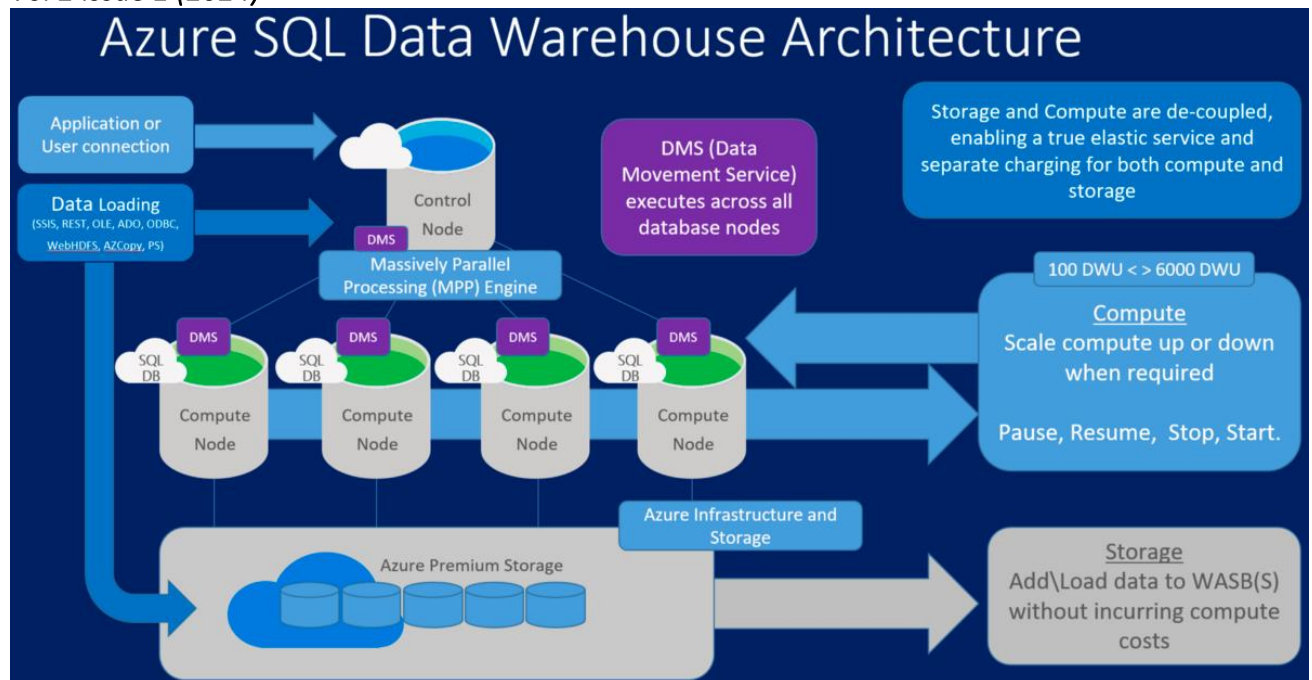 Azure SQL Data Warehouse Architecture
Application or
User connection
Data Loading
(SSIS, REST, OLE, ADO, ODBC,
WebHDFS, AZCopy, PS)
Control
Node
DMS
Massively Parallel
Processing (MPP) Engine
DMS (Data
Movement Service)
executes across all
database nodes
Storage and Compute are de-coupled,
enabling a true elastic service and
separate charging for both compute and
storage
100 DWU < > 6000 DWU
Compute
Scale compute up or down
when required
Pause, Resume, Stop, Start.
DMS
SQL
DB
Compute
Node
DMS
SQL
DB
Compute
Node
DMS
SQL
DB
Compute
Node
DMS
SQL
DB
Compute
Node
Azure Infrastructure and
Storage
Azure Premium Storage
Storage
Add\Load data to WASB(S)
without incurring compute
costs